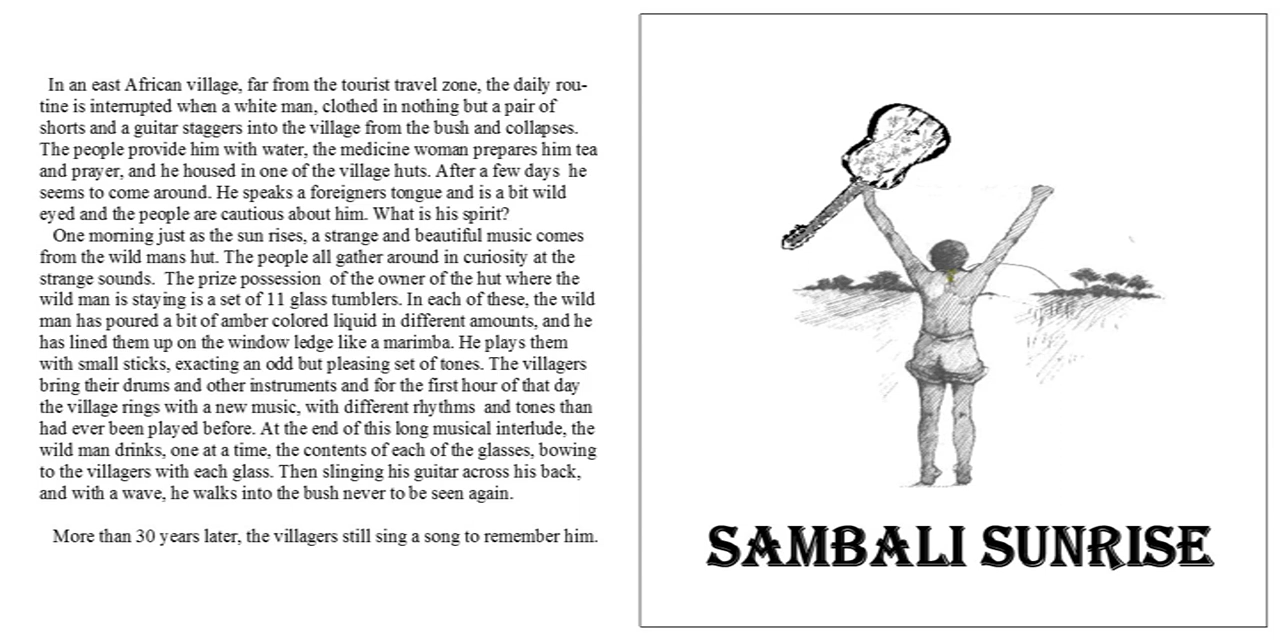 In an east African village, far from the tourist travel zone, the daily rou-
tine is interrupted when a white man, clothed in nothing but a pair of
shorts and a guitar staggers into the village from the bush and collapses.
The people provide him with water, the medicine woman prepares him tea
and prayer, and he housed in one of the village huts. After a few days he
seems to come around. He speaks a foreigners tongue and is a bit wild
eyed and the people are cautious about him. What is his spirit?
One morning just as the sun rises, a strange and beautiful music comes
from the wild mans hut. The people all gather around in curiosity at the
strange sounds. The prize possession of the owner of the hut where the
wild man is staying is a set of 11 glass tumblers. In each of these, the wild
man has poured a bit of amber colored liquid in different amounts, and he
has lined them up on the window ledge like a marimba. He plays them
with small sticks, exacting an odd but pleasing set of tones. The villagers
bring their drums and other instruments and for the first hour of that day
the village rings with a new music, with different rhythms and tones than
had ever been played before. At the end of this long musical interlude, the
wild man drinks, one at a time, the contents of each of the glasses, bowing
to the villagers with each glass. Then slinging his guitar across his back,
and with a wave, he walks into the bush never to be seen again.
More than 30 years later, the villagers still sing a song to remember him.
SAMBALI SUNRISE